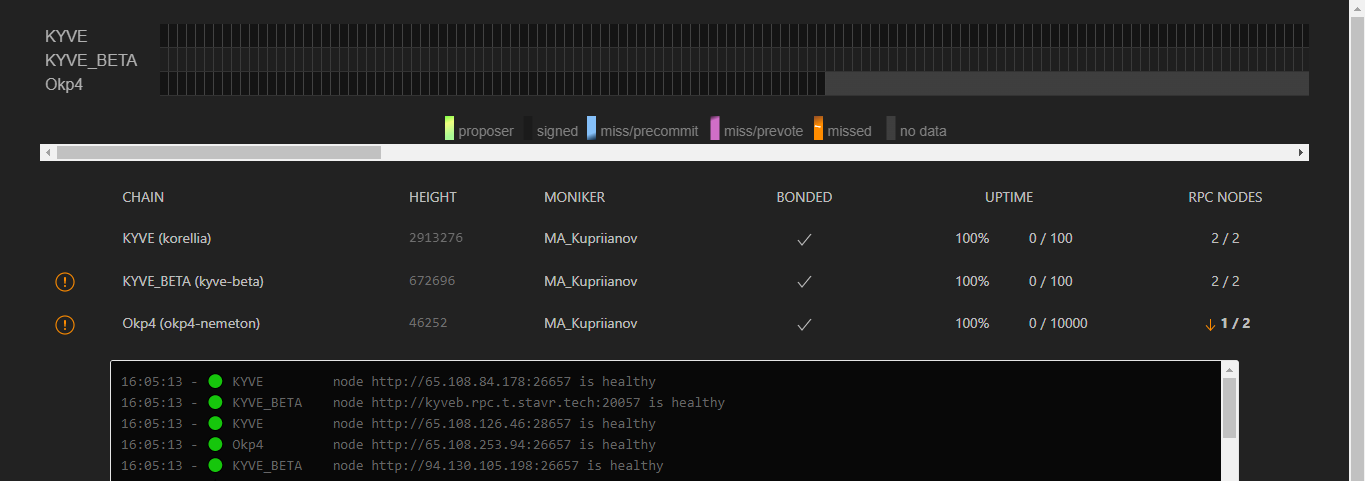 KYVE
KYVE_BETA
Okp4
proposer signed miss/precommit miss/prevote missed no data
CHAIN HEIGHT MONIKER BONDED UPTIME RPC NODES
KYVE (korellia) 2913276 MA_Kupriianov ✓ 100% 0 / 100 2 / 2
! KYVE_BETA (kyve-beta) 672696 MA_Kupriianov ✓ 100% 0 / 100 2 / 2
! Okp4 (okp4-nemeton) 46252 MA_Kupriianov ✓ 100% 0 / 10000 ↓ 1 / 2
16:05:13 - KYVE node http://65.108.84.178:26657 is healthy
16:05:13 - KYVE_BETA node http://kyveb.rpc.t.stavr.tech:20057 is healthy
16:05:13 - KYVE node http://65.108.126.46:28657 is healthy
16:05:13 - Okp4 node http://65.108.253.94:26657 is healthy
16:05:13 - KYVE_BETA node http://94.130.105.198:26657 is healthy